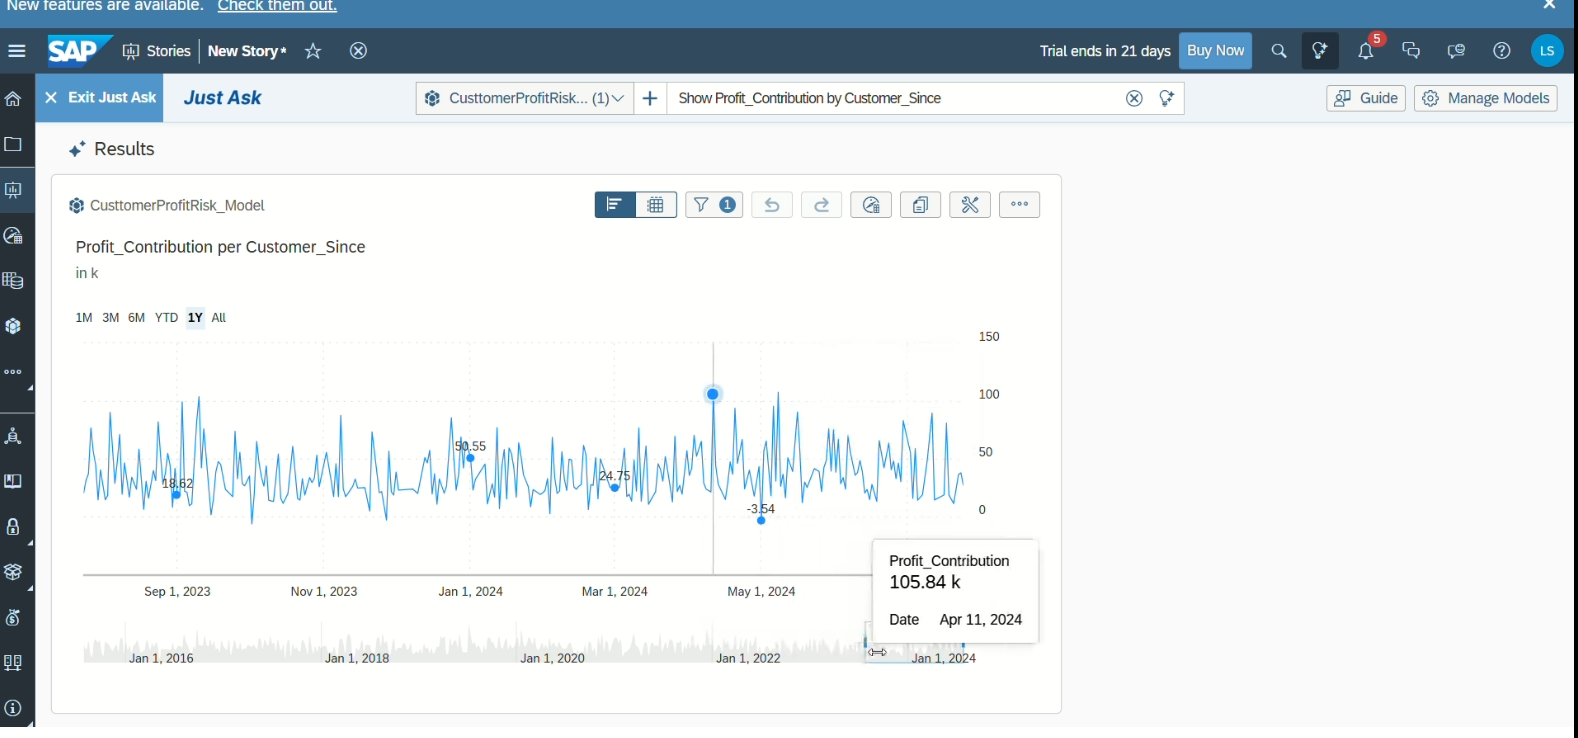 New features are available. Check them out.
SAP Stories New Story * Trial ends in 21 days Buy Now 5 LS
Exit Just Ask Just Ask CusttomerProfitRisk... (1) Show Profit_Contribution by Customer_Since Guide Manage Models
Results
CusttomerProfitRisk_Model 1
Profit_Contribution per Customer_Since
in k
1M 3M 6M YTD 1Y All
150
100
50
0
18.62
50.55
24.75
-3.54
Sep 1, 2023 Nov 1, 2023 Jan 1, 2024 Mar 1, 2024 May 1, 2024
Profit_Contribution
105.84 k
Date Apr 11, 2024
Jan 1, 2016 Jan 1, 2018 Jan 1, 2020 Jan 1, 2022 Jan 1, 2024